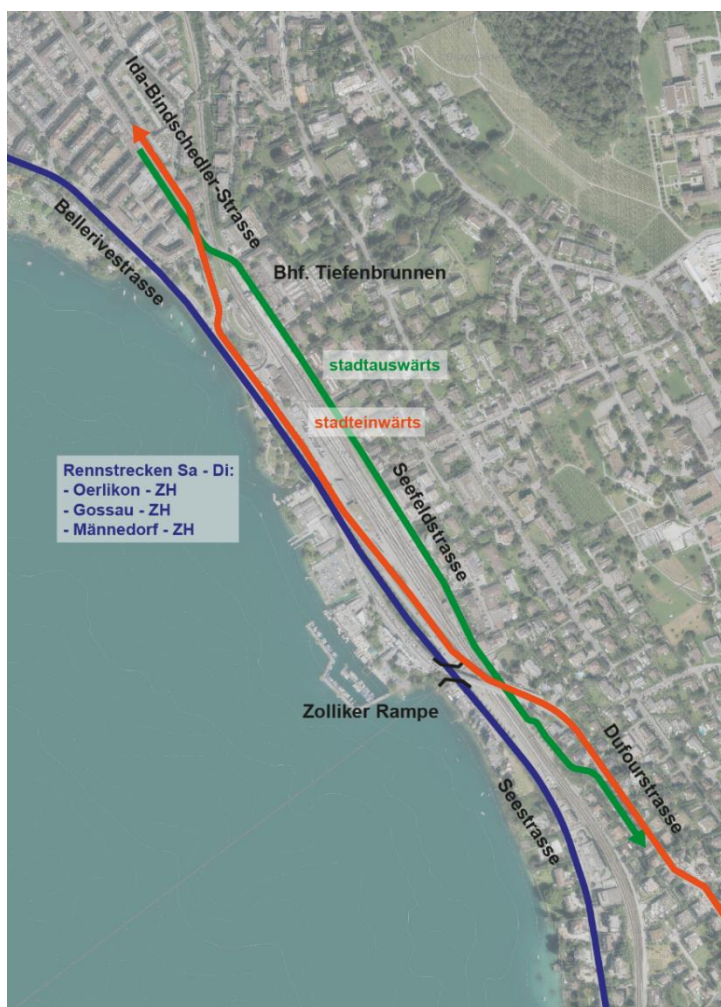 Ida-Bindschedler-Strasse
Bellerivestrasse
Bhf. Tiefenbrunnen
stadtauswärts
stadteinwärts
Rennstrecken Sa - Di:
- Oerlikon - ZH
- Gossau - ZH
- Männedorf - ZH
Seefeldstrasse
Zolliker Rampe
Dufourstrasse
Seestrasse